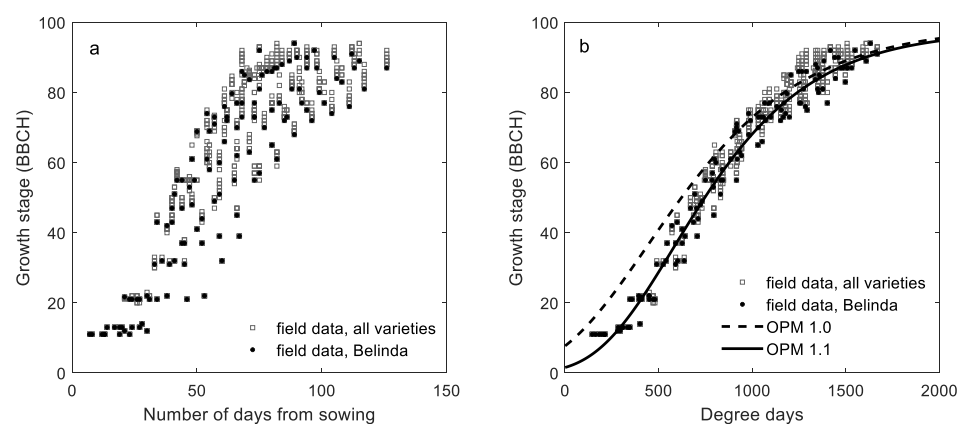 a
100
80
60
40
20
0
Growth stage (BBCH)
0 50 100 150
Number of days from sowing
field data, all varieties
field data, Belinda
b
100
80
60
40
20
0
Growth stage (BBCH)
0 500 1000 1500 2000
Degree days
field data, all varieties
field data, Belinda
OPM 1.0
OPM 1.1